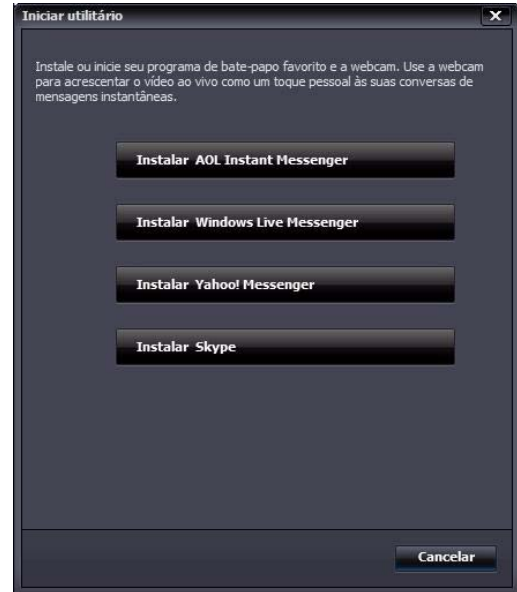 Iniciar utilitário
Instale ou inicie seu programa de bate-papo favorito e a webcam. Use a webcam
para acrescentar o vídeo ao vivo como um toque pessoal às suas conversas de
mensagens instantâneas.
Instalar AOL Instant Messenger
Instalar Windows Live Messenger
Instalar Yahoo! Messenger
Instalar Skype
Cancelar